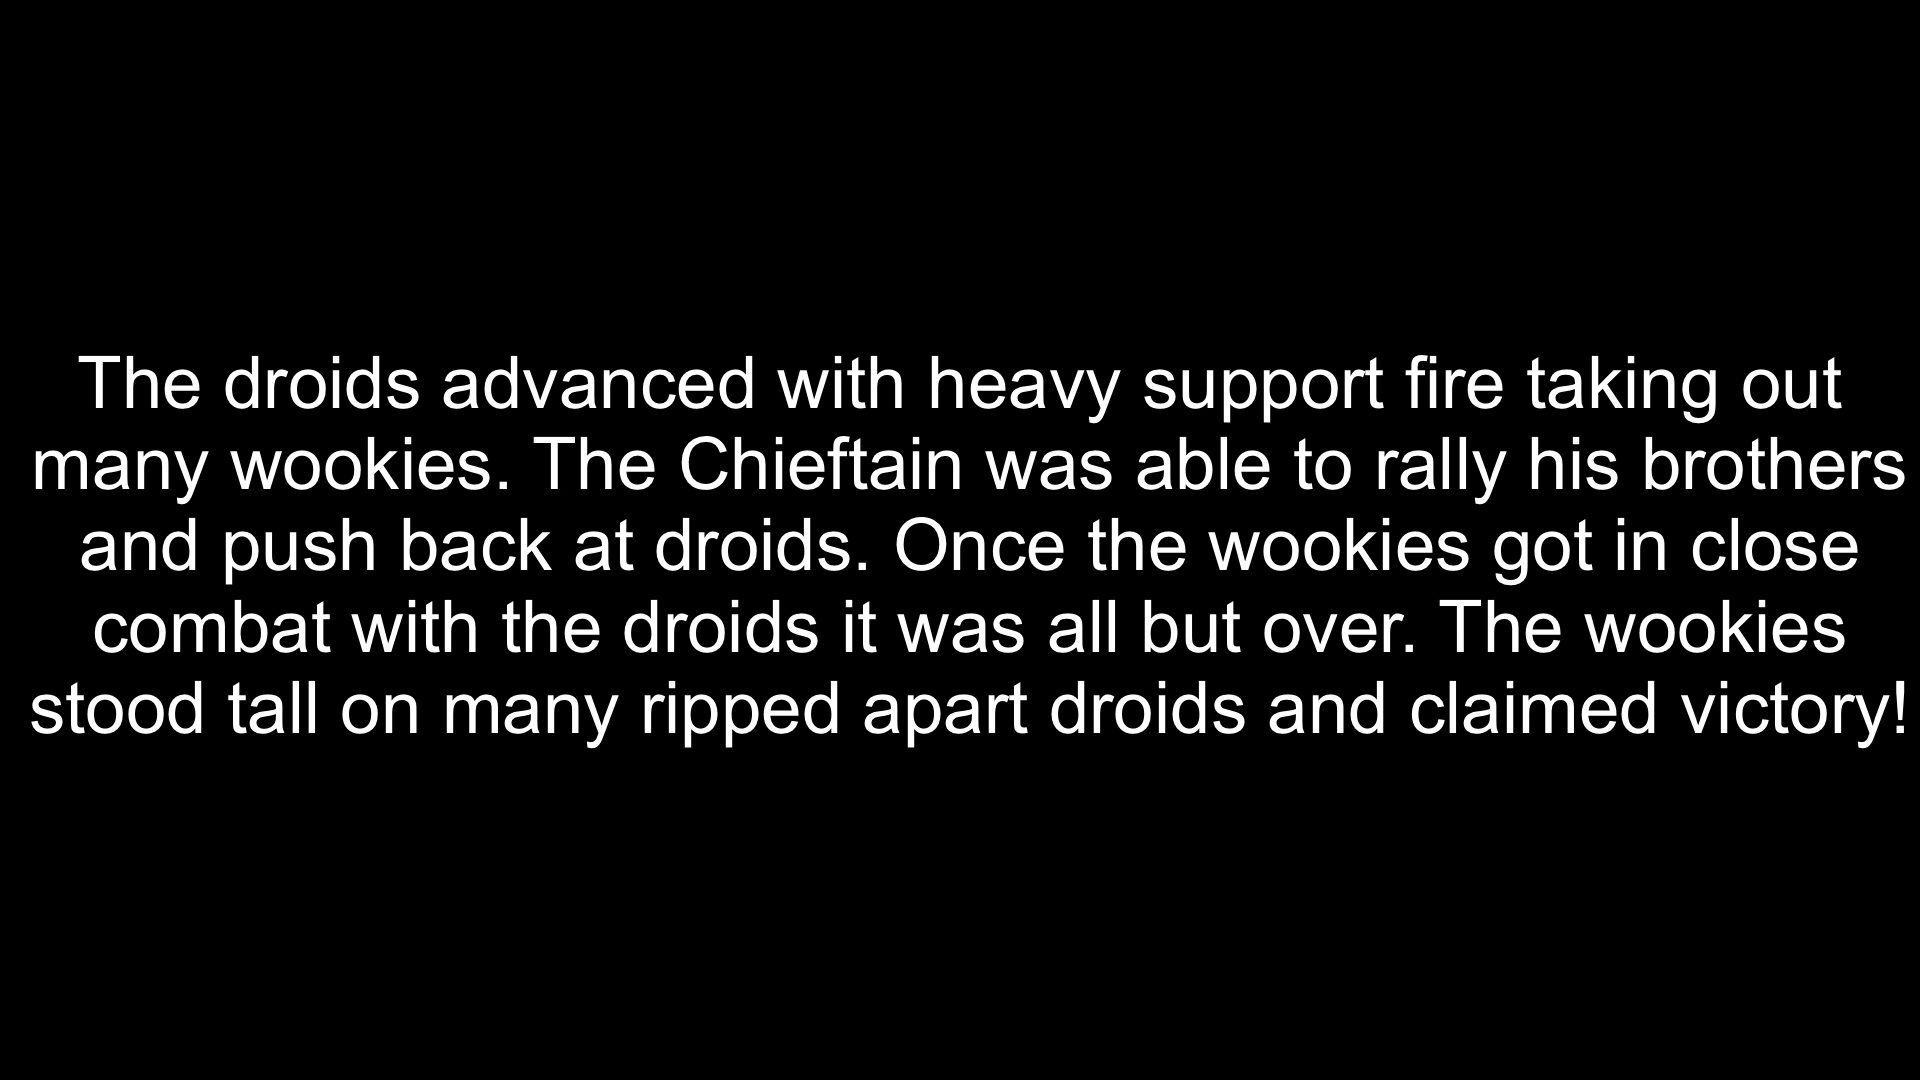 The droids advanced with heavy support fire taking out
many wookies. The Chieftain was able to rally his brothers
and push back at droids. Once the wookies got in close
combat with the droids it was all but over. The wookies
stood tall on many ripped apart droids and claimed victory!